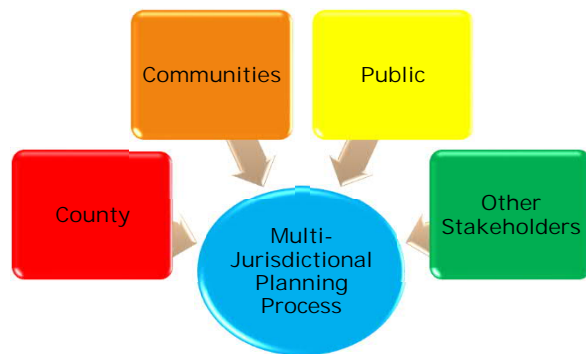 Communities
Public
County
Other
Stakeholders
Multi-
Jurisdictional
Planning
Process